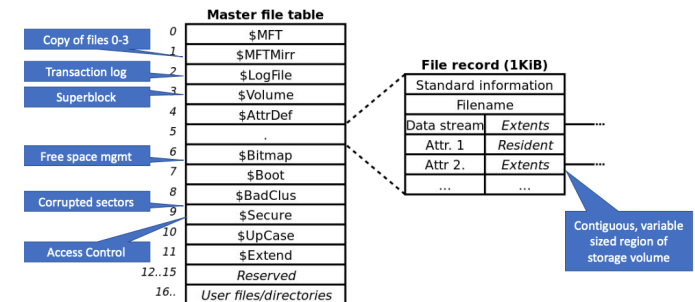 Master file table
0 $MFT
Copy of files 0-3
1 $MFTMirr
Transaction log
2 $LogFile
Superblock
3 $Volume
4 $AttrDef
5 .
Free space mgmt
6 $Bitmap
7 $Boot
Corrupted sectors
8 $BadClus
9 $Secure
10 $UpCase
Access Control
11 $Extend
12..15 Reserved
16.. User files/directories
File record (1KiB)
Standard information
Filename
Data stream Extents
Attr. 1 Resident
Attr 2. Extents
... ...
Contiguous, variable
sized region of
storage volume